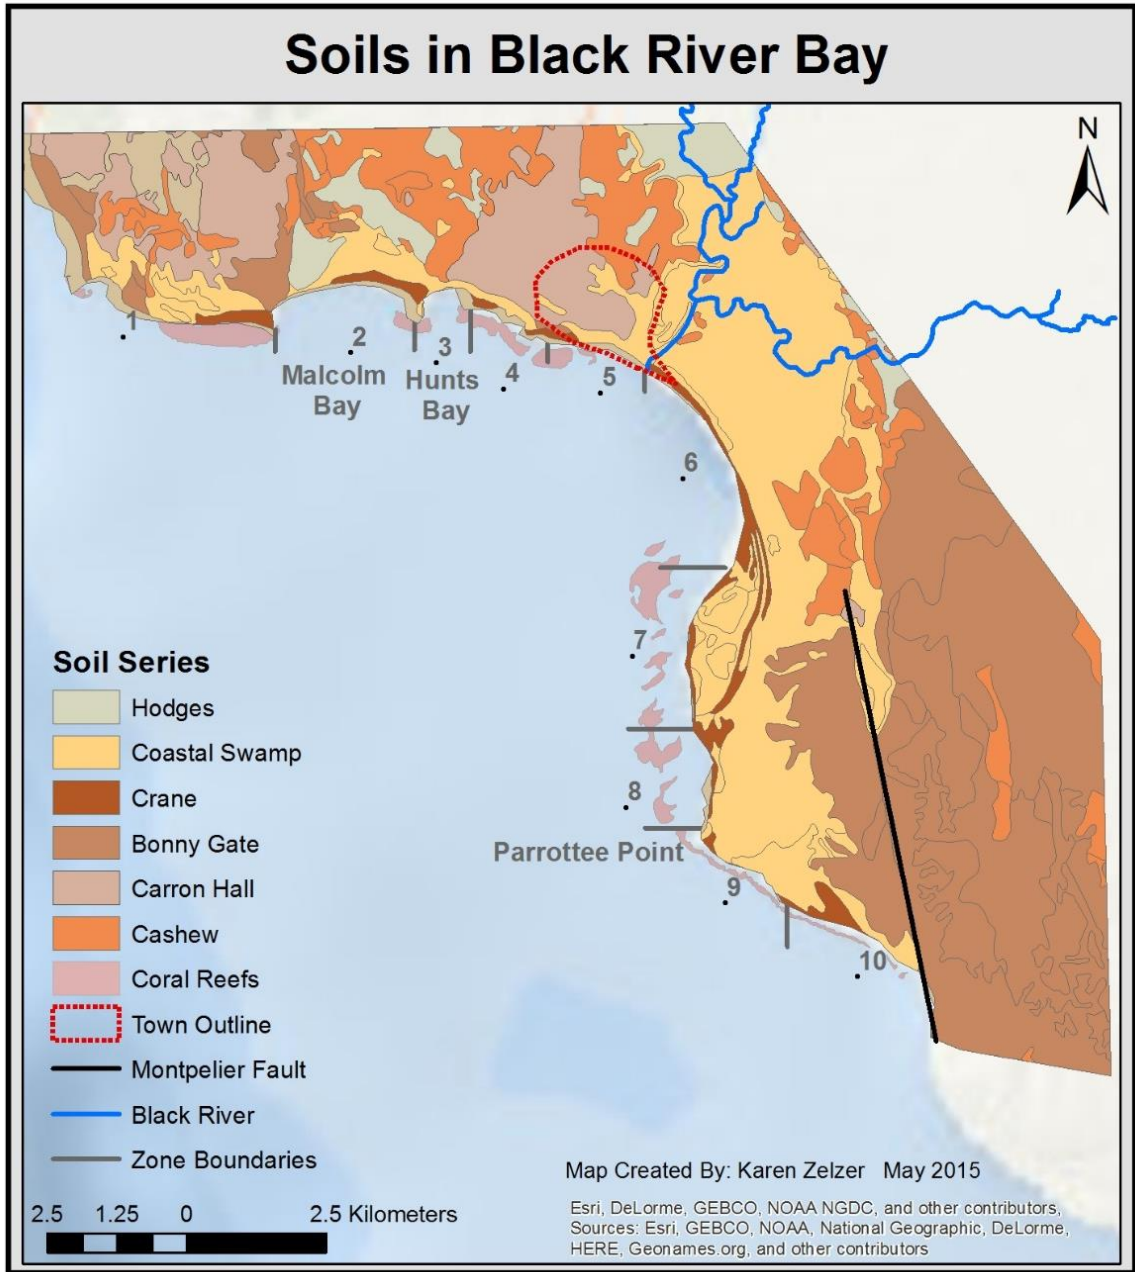 Soils in Black River Bay
N
1
2
3
4
5
Malcolm
Bay
Hunts
Bay
6
7
8
Parrottee Point
9
10
Soil Series
Hodges
Coastal Swamp
Crane
Bonny Gate
Carron Hall
Cashew
Coral Reefs
Town Outline
Montpelier Fault
Black River
Zone Boundaries
2.5 1.25 0 2.5 Kilometers
Map Created By: Karen Zelzer May 2015
Esri, DeLorme, GEBCO, NOAA NGDC, and other contributors,
Sources: Esri, GEBCO, NOAA, National Geographic, DeLorme,
HERE, Geonames.org, and other contributors